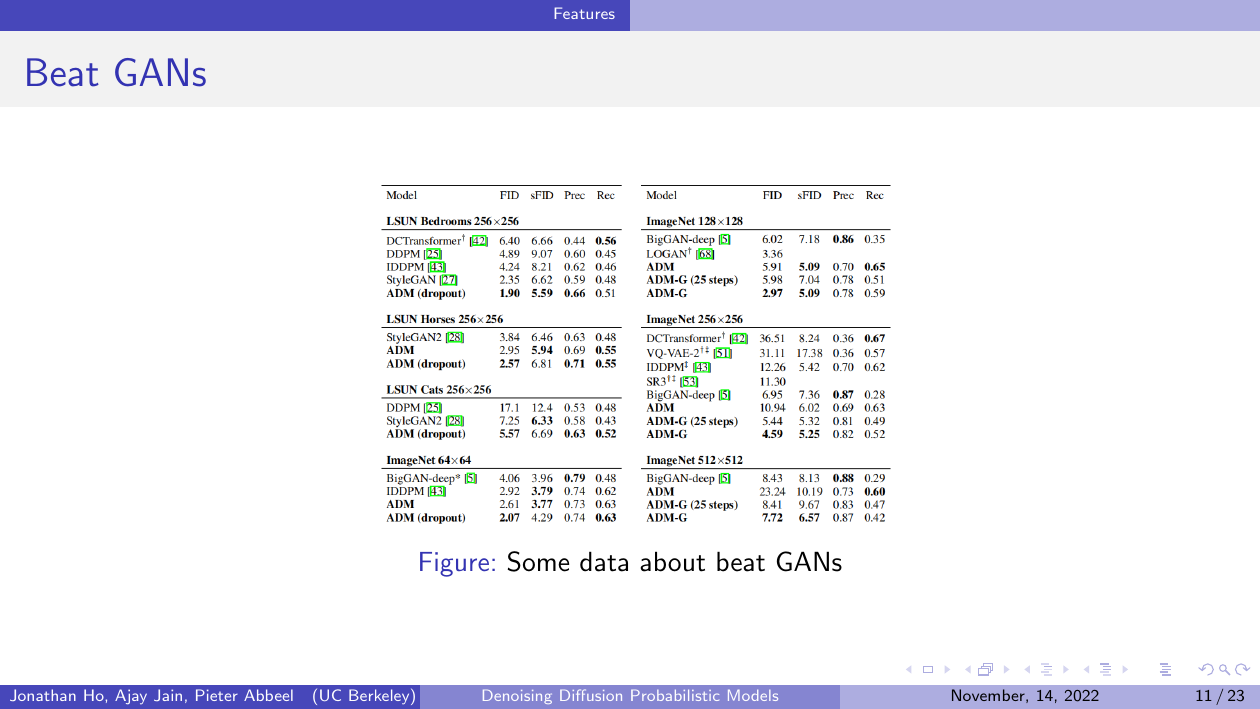 Features
Beat GANs
Model FID sFID Prec Rec
LSUN Bedrooms 256×256
DCTransformer† [42] 6.40 6.66 0.44 0.56
DDPM [25] 4.89 9.07 0.60 0.45
IDDPM [43] 4.24 8.21 0.62 0.46
StyleGAN [27] 2.35 6.62 0.59 0.48
ADM (dropout) 1.90 5.59 0.66 0.51
LSUN Horses 256×256
StyleGAN2 [28] 3.84 6.46 0.63 0.48
ADM 2.95 5.94 0.69 0.55
ADM (dropout) 2.57 6.81 0.71 0.55
LSUN Cats 256×256
DDPM [25] 17.1 12.4 0.53 0.48
StyleGAN2 [28] 7.25 6.33 0.58 0.43
ADM (dropout) 5.57 6.69 0.63 0.52
ImageNet 64×64
BigGAN-deep* [5] 4.06 3.96 0.79 0.48
IDDPM [43] 2.92 3.79 0.74 0.62
ADM 2.61 3.77 0.73 0.63
ADM (dropout) 2.07 4.29 0.74 0.63
Model FID sFID Prec Rec
ImageNet 128×128
BigGAN-deep [5] 6.02 7.18 0.86 0.35
LOGAN† [68] 3.36
ADM 5.91 5.09 0.70 0.65
ADM-G (25 steps) 5.98 7.04 0.78 0.51
ADM-G 2.97 5.09 0.78 0.59
ImageNet 256×256
DCTransformer† [42] 36.51 8.24 0.36 0.67
VQ-VAE-2†‡ [51] 31.11 17.38 0.36 0.57
IDDPM‡ [43] 12.26 5.42 0.70 0.62
SR3†‡ [53] 11.30
BigGAN-deep [5] 6.95 7.36 0.87 0.28
ADM 10.94 6.02 0.69 0.63
ADM-G (25 steps) 5.44 5.32 0.81 0.49
ADM-G 4.59 5.25 0.82 0.52
ImageNet 512×512
BigGAN-deep [5] 8.43 8.13 0.88 0.29
ADM 23.24 10.19 0.73 0.60
ADM-G (25 steps) 8.41 9.67 0.83 0.47
ADM-G 7.72 6.57 0.87 0.42
Figure: Some data about beat GANs
Jonathan Ho, Ajay Jain, Pieter Abbeel (UC Berkeley) Denoising Diffusion Probabilistic Models November, 14, 2022 11 / 23